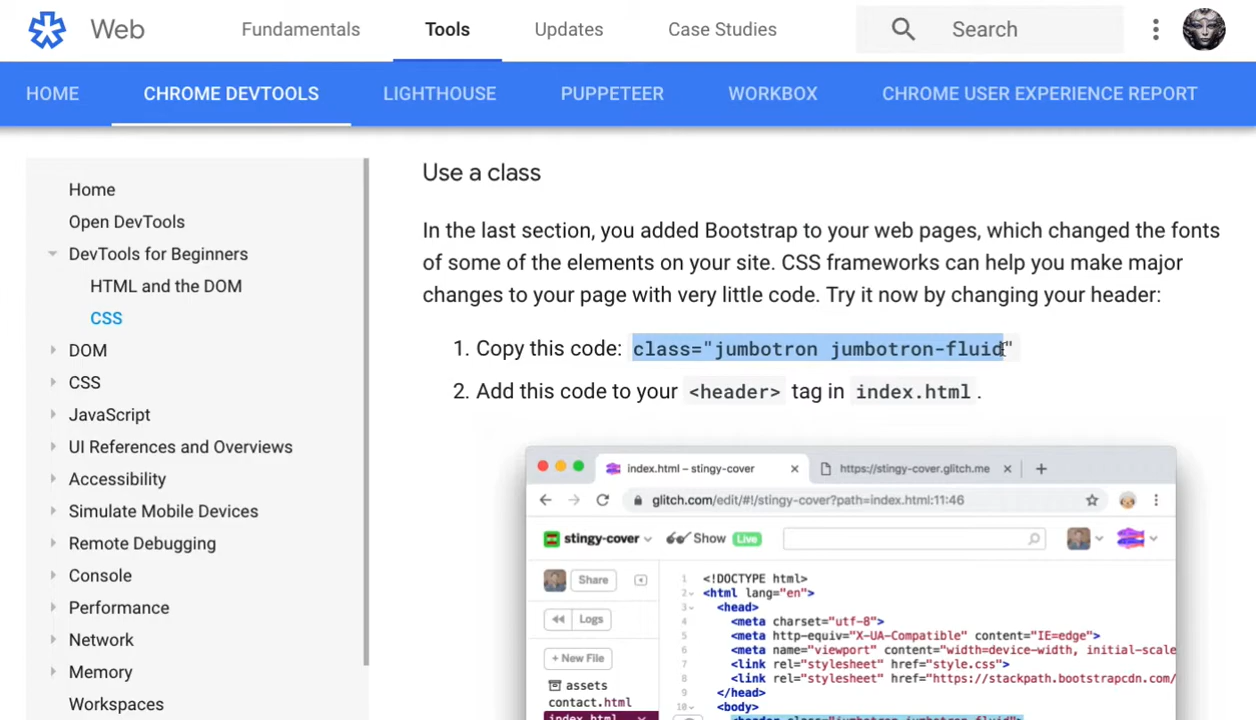 Web
Fundamentals
Tools
Updates
Case Studies
Search
HOME
CHROME DEVTOOLS
LIGHTHOUSE
PUPPETEER
WORKBOX
CHROME USER EXPERIENCE REPORT
Home
Open DevTools
DevTools for Beginners
HTML and the DOM
CSS
DOM
CSS
JavaScript
UI References and Overviews
Accessibility
Simulate Mobile Devices
Remote Debugging
Console
Performance
Network
Memory
Workspaces
Use a class
In the last section, you added Bootstrap to your web pages, which changed the fonts
of some of the elements on your site. CSS frameworks can help you make major
changes to your page with very little code. Try it now by changing your header:
1. Copy this code: class="jumbotron jumbotron-fluid"
2. Add this code to your <header> tag in index.html.
index.html – stingy-cover
https://stingy-cover.glitch.me
glitch.com/edit/#!/stingy-cover?path=index.html:11:46
stingy-cover
Show
Live
Share
Logs
+ New File
assets
contact.html
index.html
1 <!DOCTYPE html>
2 <html lang="en">
3 <head>
4 <meta charset="utf-8">
5 <meta http-equiv="X-UA-Compatible" content="IE=edge">
6 <meta name="viewport" content="width=device-width, initial-scale
7 <link rel="stylesheet" href="style.css">
8 <link rel="stylesheet" href="https://stackpath.bootstrapcdn.com/
9 </head>
10 <body>
<header class="jumbotron jumbotron-fluid">